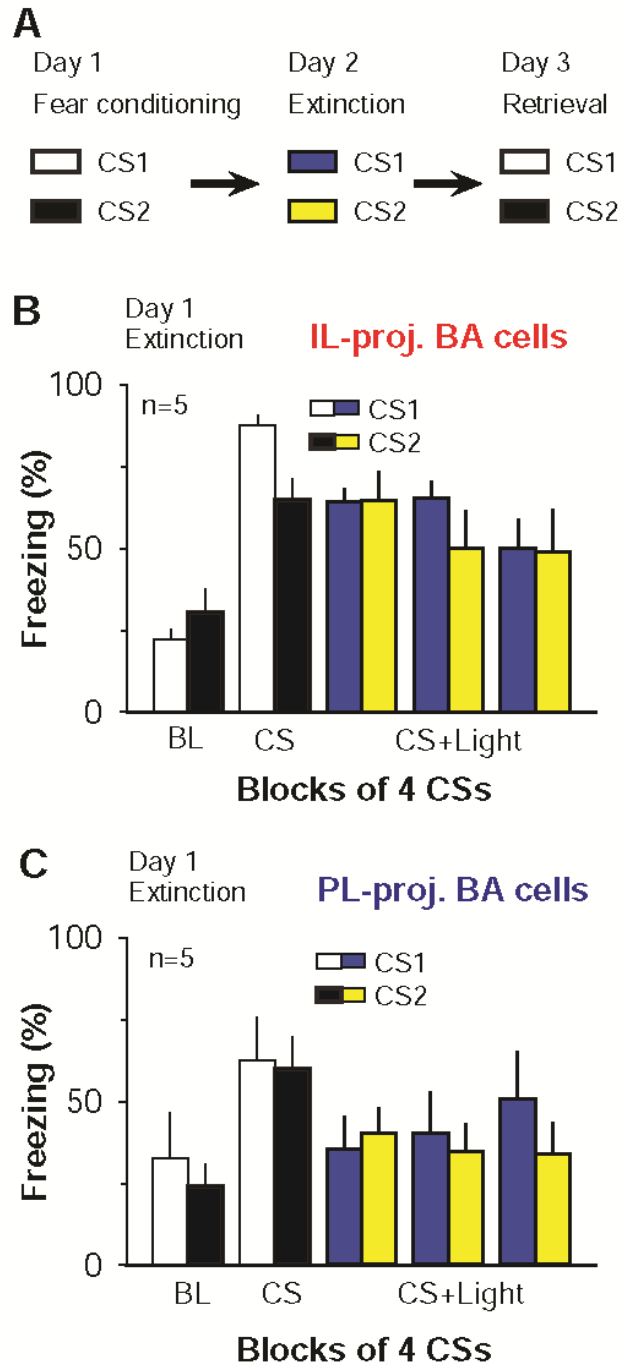 A
Day 1 Day 2 Day 3
Fear conditioning Extinction Retrieval
CS1 CS1 CS1
CS2 CS2 CS2
B
Day 1
Extinction
IL-proj. BA cells
100
n=5
CS1
CS2
Freezing (%)
50
0
BL CS CS+Light
Blocks of 4 CSs
C
Day 1
Extinction
PL-proj. BA cells
100
n=5
CS1
CS2
Freezing (%)
50
0
BL CS CS+Light
Blocks of 4 CSs